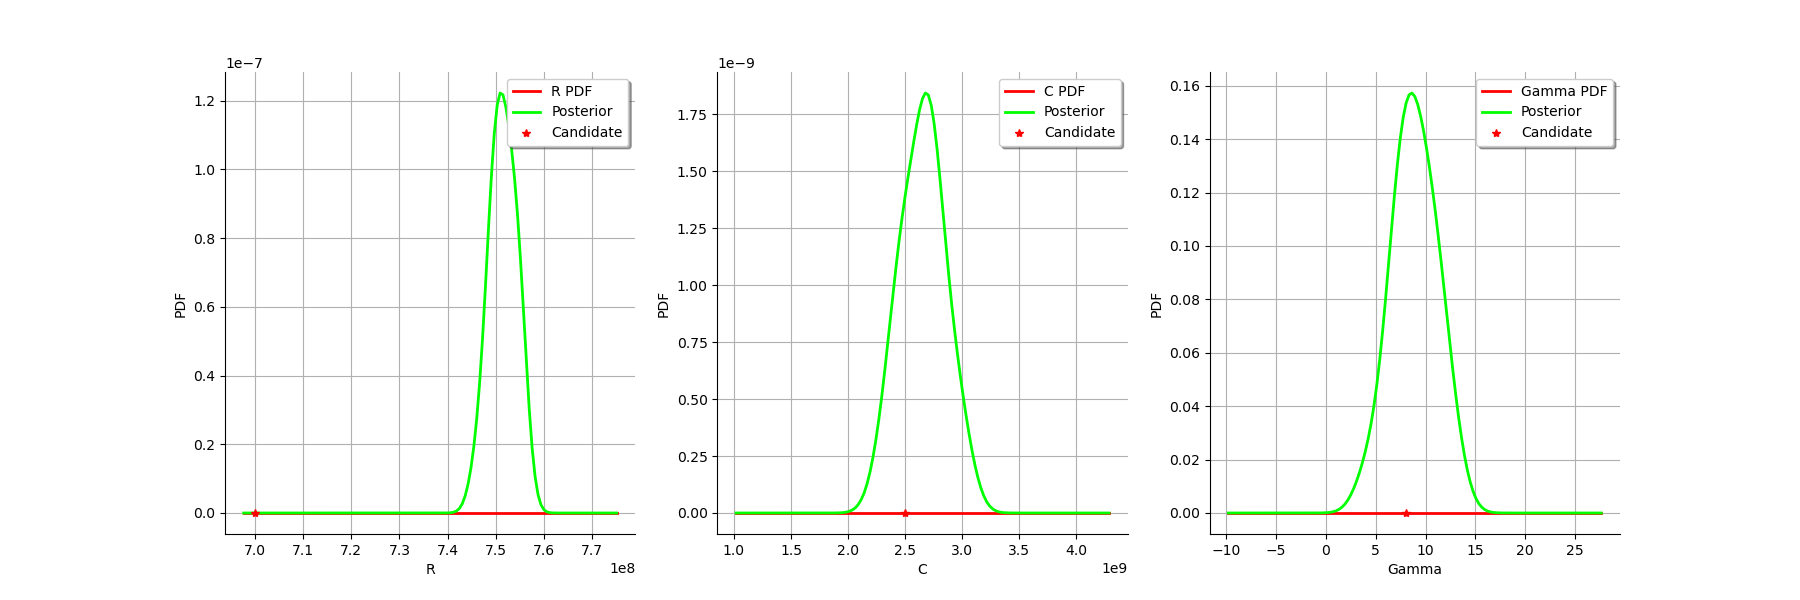 1e−7
R PDF
Posterior
Candidate
1.2
1.0
0.8
0.6
0.4
0.2
0.0
PDF
7.0 7.1 7.2 7.3 7.4 7.5 7.6 7.7
R
1e8
1e−9
C PDF
Posterior
Candidate
1.75
1.50
1.25
1.00
0.75
0.50
0.25
0.00
PDF
1.0 1.5 2.0 2.5 3.0 3.5 4.0
C
1e9
Gamma PDF
Posterior
Candidate
0.16
0.14
0.12
0.10
0.08
0.06
0.04
0.02
0.00
PDF
−10 −5 0 5 10 15 20 25
Gamma